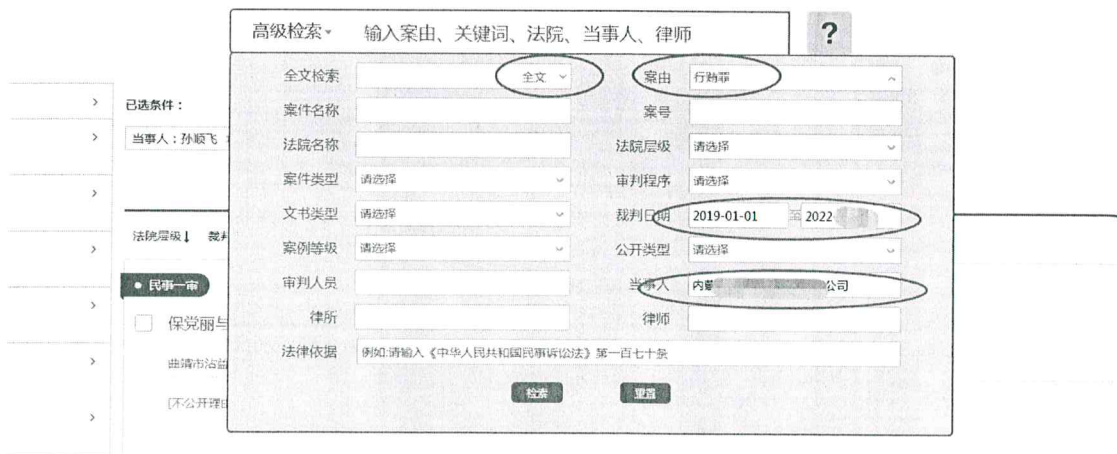 高级检索 输入案由、关键词、法院、当事人、律师 ?
全文检索 全文 案由 行贿罪
案件名称 案号
法院名称 法院层级 请选择
案件类型 请选择 审判程序 请选择
文书类型 请选择 裁判日期 2019-01-01 至 2022-
案例等级 请选择 公开类型 请选择
审判人员 当事人 内蒙 公司
律所 律师
法律依据 例如:请输入《中华人民共和国民事诉讼法》第一百七十条
检索 重置
已选条件：
当事人：孙顺飞
法院层级↓ 裁判
民事一审
保党丽与
曲靖市沾益
[不公开理由